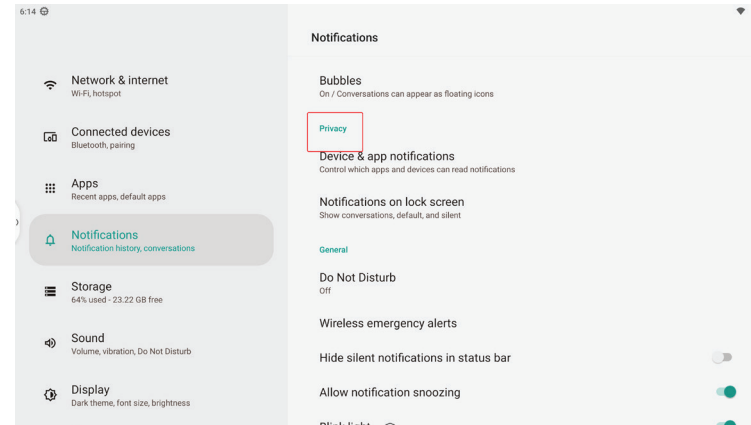 6:14
Notifications
Network & internet
Wi-Fi, hotspot
Connected devices
Bluetooth, pairing
Apps
Recent apps, default apps
Notifications
Notification history, conversations
Storage
64% used - 23.22 GB free
Sound
Volume, vibration, Do Not Disturb
Display
Dark theme, font size, brightness
Bubbles
On / Conversations can appear as floating icons
Privacy
Device & app notifications
Control which apps and devices can read notifications
Notifications on lock screen
Show conversations, default, and silent
General
Do Not Disturb
Off
Wireless emergency alerts
Hide silent notifications in status bar
Allow notification snoozing